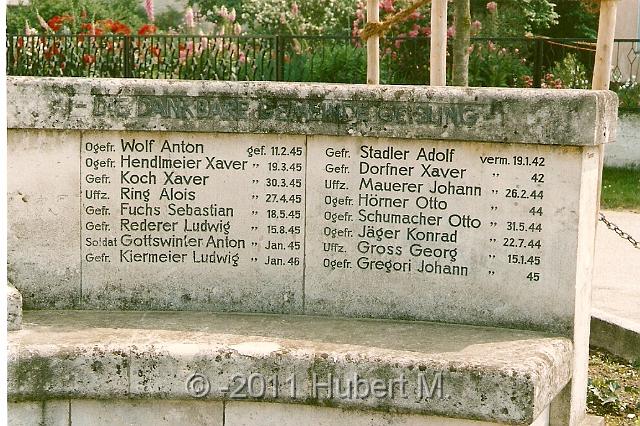 - DIE DANKBARE GEMEINDE GEISLING -
Ogefr. Wolf Anton gef. 11.2.45
Ogefr. Hendlmeier Xaver " 19.3.45
Gefr. Koch Xaver " 30.3.45
Uffz. Ring Alois " 27.4.45
Gefr. Fuchs Sebastian " 18.5.45
Gefr. Rederer Ludwig " 15.8.45
Soldat Gottswinter Anton " Jan. 45
Gefr. Kiermeier Ludwig " Jan. 46
Gefr. Stadler Adolf verm. 19.1.42
Gefr. Dorfner Xaver " 42
Uffz. Mauerer Johann " 26.2.44
Ogefr. Hörner Otto " 44
Ogefr. Schumacher Otto " 31.5.44
Ogefr. Jäger Konrad " 22.7.44
Uffz. Gross Georg " 15.1.45
Ogefr. Gregori Johann " 45
© -2011 Hubert M